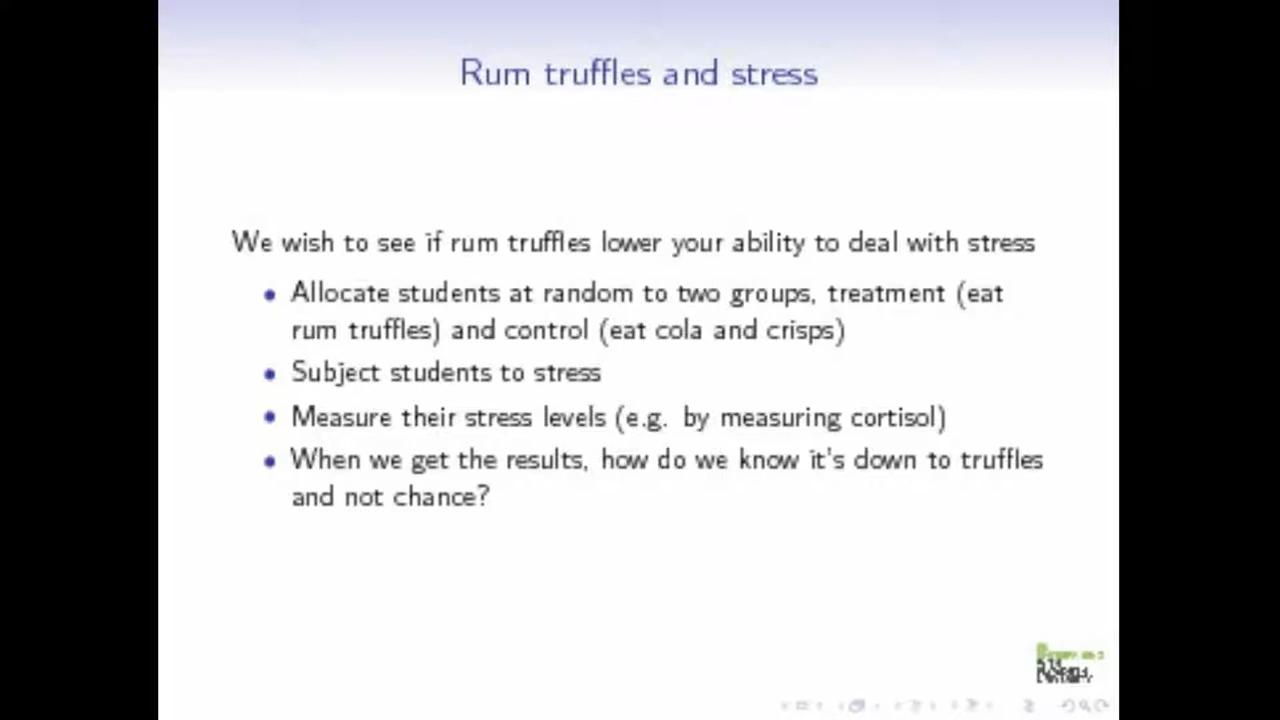 Rum truffles and stress
We wish to see if rum truffles lower your ability to deal with stress
Allocate students at random to two groups, treatment (eat
rum truffles) and control (eat cola and crisps)
Subject students to stress
Measure their stress levels (e.g. by measuring cortisol)
When we get the results, how do we know it's down to truffles
and not chance?